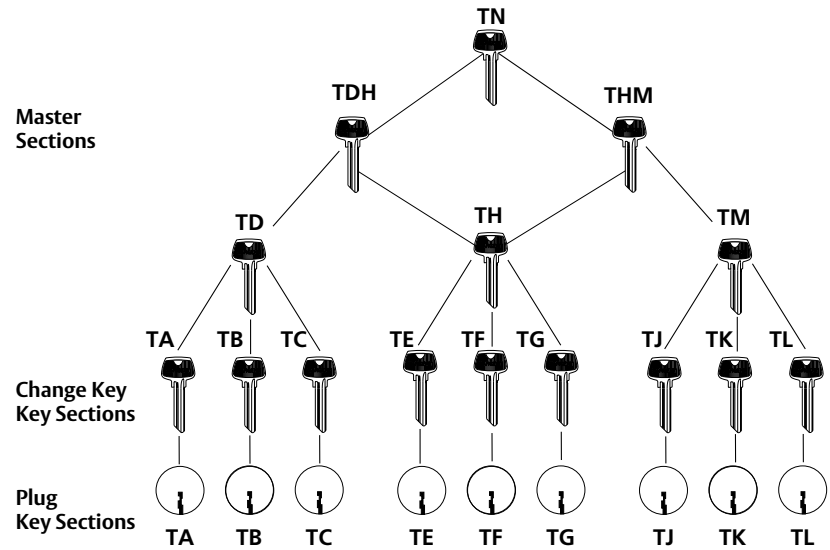 TN
TDH THM
Master
Sections
TD TH TM
TA TB TC TE TF TG TJ TK TL
Change Key
Key Sections
Plug
Key Sections
TA TB TC TE TF TG TJ TK TL